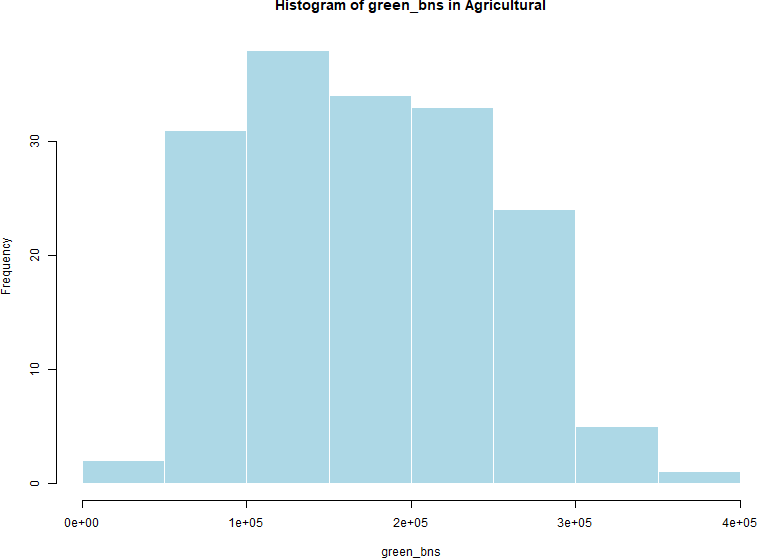 Histogram of green_bns in Agricultural
Frequency
30
20
10
0
0e+00 1e+05 2e+05 3e+05 4e+05
green_bns